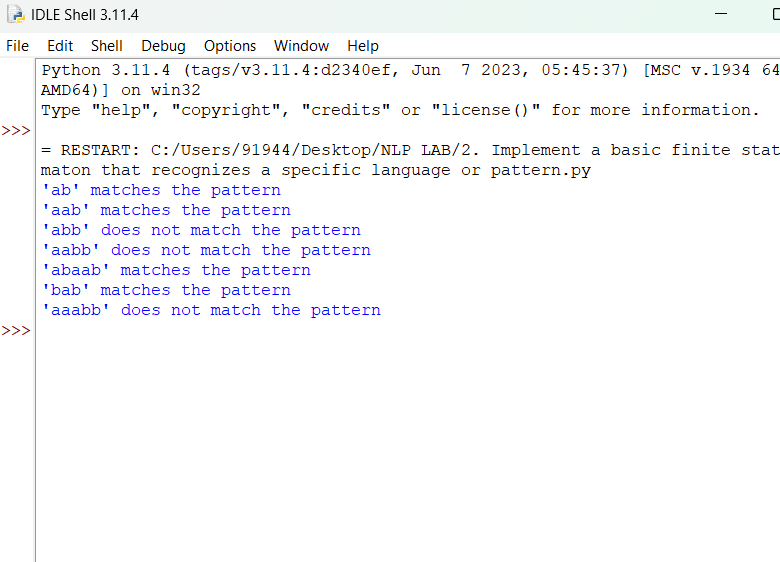 IDLE Shell 3.11.4
File Edit Shell Debug Options Window Help
Python 3.11.4 (tags/v3.11.4:d2340ef, Jun  7 2023, 05:45:37) [MSC v.1934 64
AMD64)] on win32
Type "help", "copyright", "credits" or "license()" for more information.
>>>
= RESTART: C:/Users/91944/Desktop/NLP LAB/2. Implement a basic finite stat
maton that recognizes a specific language or pattern.py
'ab' matches the pattern
'aab' matches the pattern
'abb' does not match the pattern
'aabb' does not match the pattern
'abaab' matches the pattern
'bab' matches the pattern
'aaabb' does not match the pattern
>>>